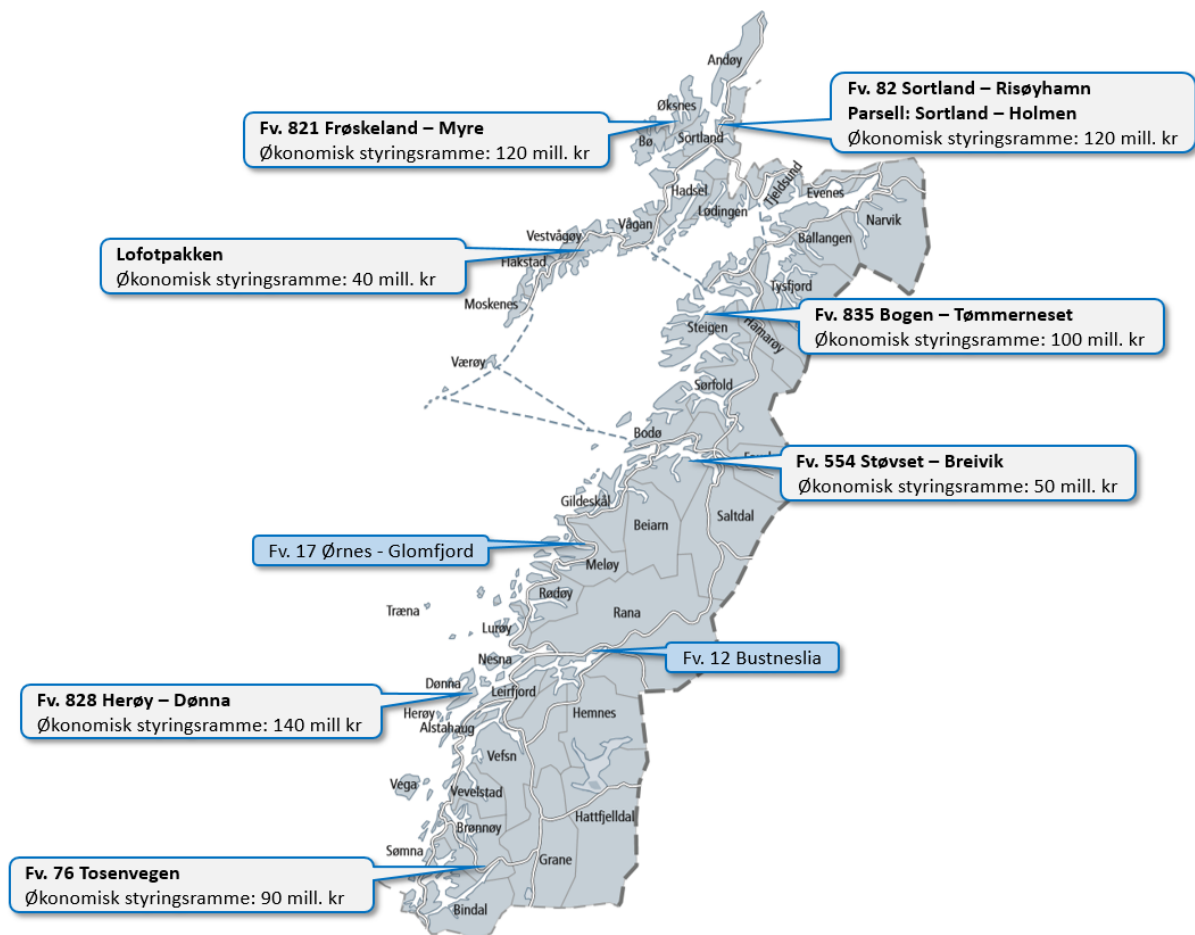 Andøy
Fv. 82 Sortland – Risøyhamn
Parsell: Sortland – Holmen
Økonomisk styringsramme: 120 mill. kr
Øksnes
Fv. 821 Frøskeland – Myre
Økonomisk styringsramme: 120 mill. kr
Bø
Sortland
Tjeldsund
Evenes
Hadsel
Lødingen
Narvik
Vågan
Vestvågøy
Ballangen
Lofotpakken
Økonomisk styringsramme: 40 mill. kr
Flakstad
Tysfjord
Moskenes
Fv. 835 Bogen – Tømmerneset
Økonomisk styringsramme: 100 mill. kr
Steigen
Hamarøy
Værøy
Sørfold
Bodø
Fv. 554 Støvset – Breivik
Økonomisk styringsramme: 50 mill. kr
Gildeskål
Beiarn
Saltdal
Fv. 17 Ørnes - Glomfjord
Meløy
Rødøy
Træna
Rana
Lurøy
Nesna
Fv. 12 Bustneslia
Dønna
Leirfjord
Fv. 828 Herøy – Dønna
Økonomisk styringsramme: 140 mill kr
Herøy
Alstahaug
Hemnes
Vefsn
Vega
Vevelstad
Hattfjelldal
Brønnøy
Sømna
Grane
Fv. 76 Tosenvegen
Økonomisk styringsramme: 90 mill. kr
Bindal